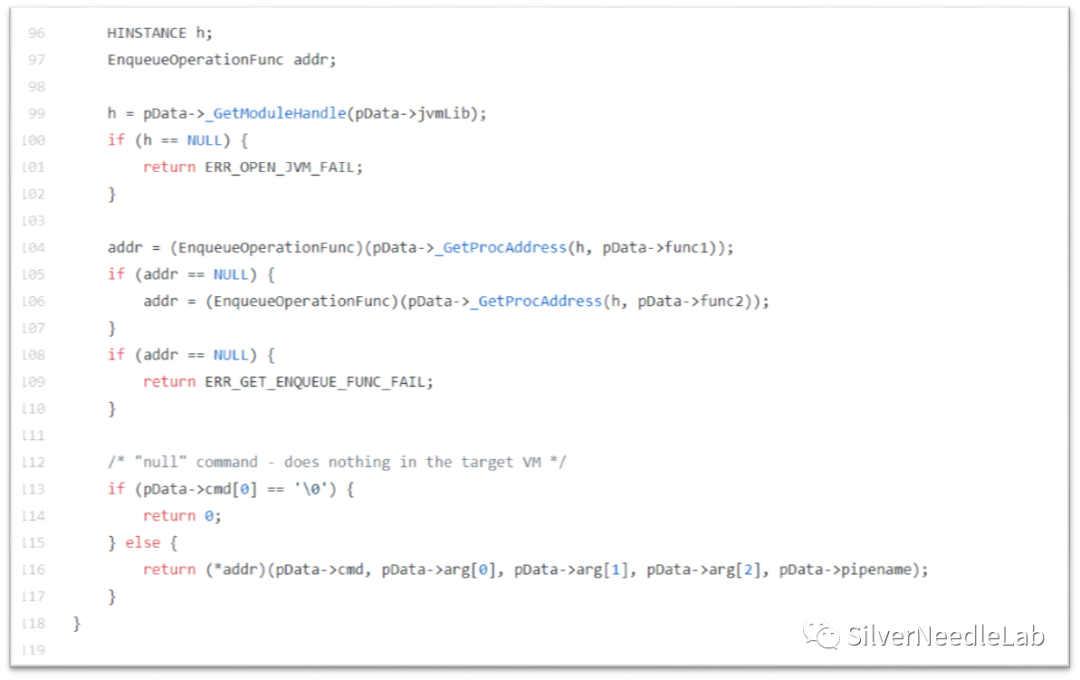 96 HINSTANCE h;
97 EnqueueOperationFunc addr;
98
99 h = pData->_GetModuleHandle(pData->jvmLib);
100 if (h == NULL) {
101 return ERR_OPEN_JVM_FAIL;
102 }
103
104 addr = (EnqueueOperationFunc)(pData->_GetProcAddress(h, pData->func1));
105 if (addr == NULL) {
106 addr = (EnqueueOperationFunc)(pData->_GetProcAddress(h, pData->func2));
107 }
108 if (addr == NULL) {
109 return ERR_GET_ENQUEUE_FUNC_FAIL;
110 }
111
112 /* "null" command - does nothing in the target VM */
113 if (pData->cmd[0] == '\0') {
114 return 0;
115 } else {
116 return (*addr)(pData->cmd, pData->arg[0], pData->arg[1], pData->arg[2], pData->pipename);
117 }
118 }
119
SilverNeedleLab